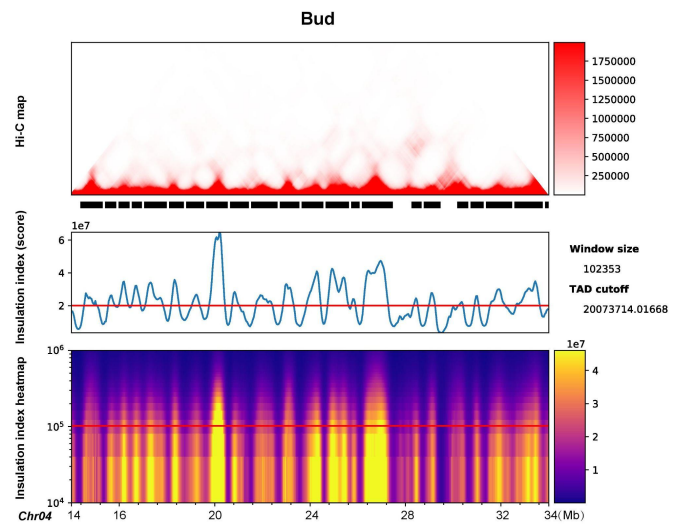 Bud
Hi-C map
1750000
1500000
1250000
1000000
750000
500000
250000
Insulation index (score)
1e7
6
4
2
Window size
102353
TAD cutoff
20073714.01668
Insulation index heatmap
10^6
10^5
10^4
1e7
4
3
2
1
Chr04
14 16 20 24 28 32 34(Mb)